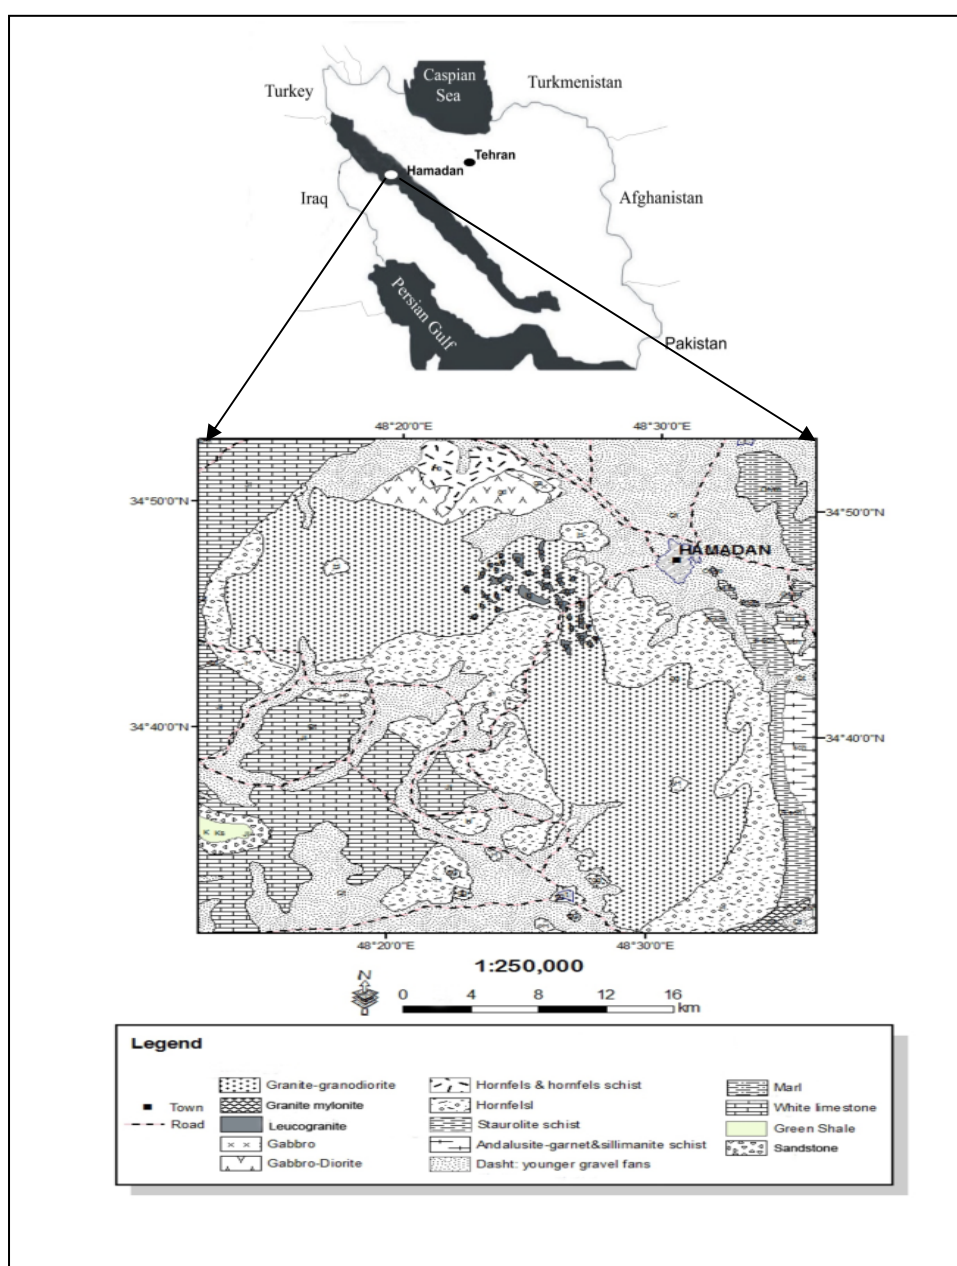 Caspian
Sea
Turkmenistan
Turkey
Tehran
Hamadan
Iraq
Afghanistan
Persian Gulf
Pakistan
48°20'0"E
48°30'0"E
34°50'0"N
34°50'0"N
HAMADAN
34°40'0"N
34°40'0"N
48°20'0"E
48°30'0"E
1:250,000
N
0 4 8 12 16
km
Legend
Town
Road
Granite-granodiorite
Granite mylonite
Leucogranite
Gabbro
Gabbro-Diorite
Hornfels & hornfels schist
Hornfelsl
Staurolite schist
Andalusite-garnet&sillimanite schist
Dasht: younger gravel fans
Marl
White limestone
Green Shale
Sandstone